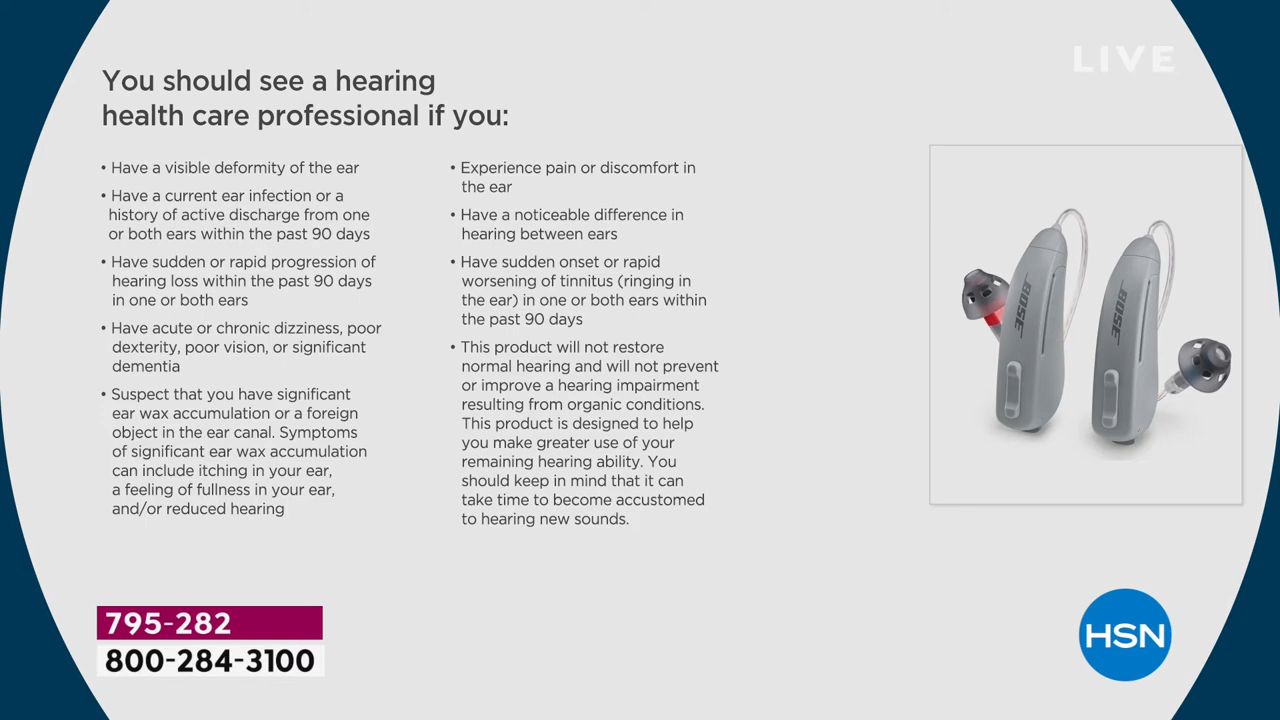 LIVE
You should see a hearing
health care professional if you:
• Have a visible deformity of the ear
• Have a current ear infection or a
history of active discharge from one
or both ears within the past 90 days
• Have sudden or rapid progression of
hearing loss within the past 90 days
in one or both ears
• Have acute or chronic dizziness, poor
dexterity, poor vision, or significant
dementia
• Suspect that you have significant
ear wax accumulation or a foreign
object in the ear canal. Symptoms
of significant ear wax accumulation
can include itching in your ear,
a feeling of fullness in your ear,
and/or reduced hearing
• Experience pain or discomfort in
the ear
• Have a noticeable difference in
hearing between ears
• Have sudden onset or rapid
worsening of tinnitus (ringing in
the ear) in one or both ears within
the past 90 days
• This product will not restore
normal hearing and will not prevent
or improve a hearing impairment
resulting from organic conditions.
This product is designed to help
you make greater use of your
remaining hearing ability. You
should keep in mind that it can
take time to become accustomed
to hearing new sounds.
BOSE
BOSE
795-282
800-284-3100
HSN